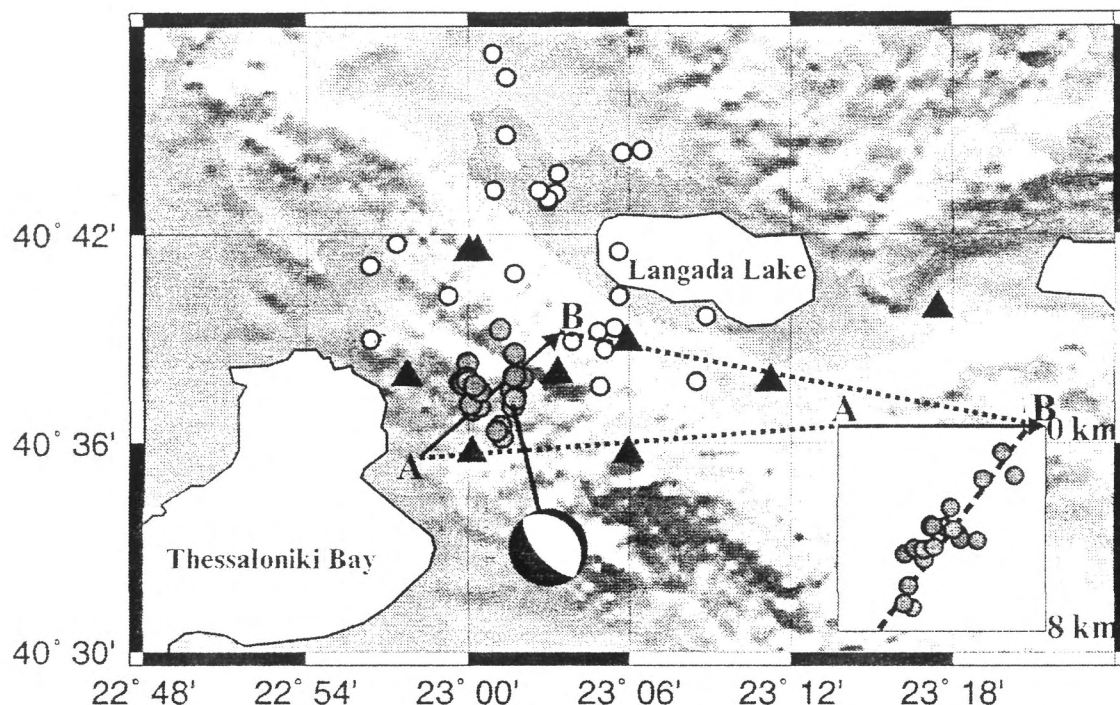 40° 42'
Langada Lake
B
A
B
40° 36'
0 km
A
Thessaloniki Bay
8 km
40° 30'
22° 48' 22° 54' 23° 00' 23° 06' 23° 12' 23° 18'